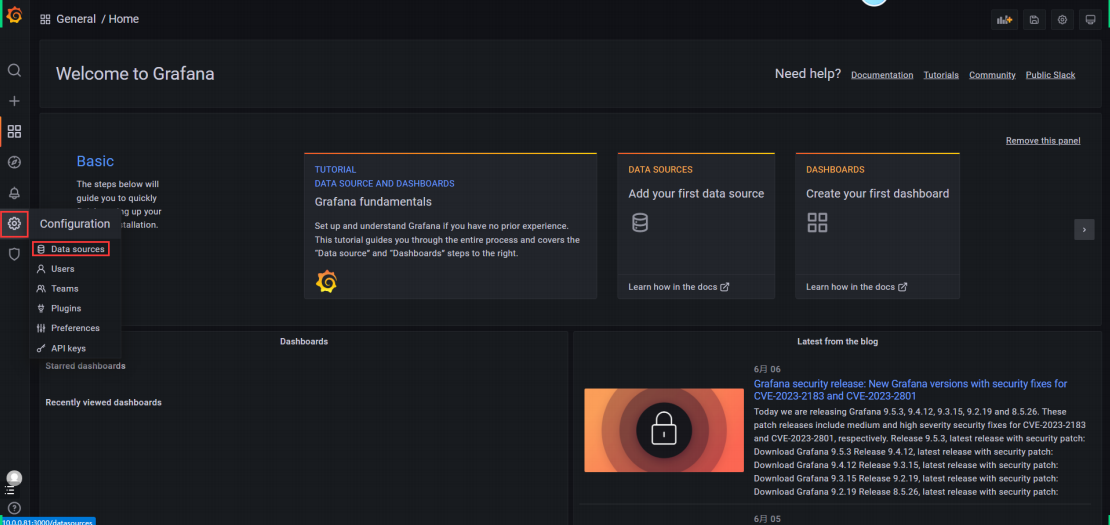 General / Home
Welcome to Grafana
Need help? Documentation Tutorials Community Public Slack
Remove this panel
Basic
The steps below will
guide you to quickly
up your
Configuration
Data sources
Users
Teams
Plugins
Preferences
API keys
TUTORIAL
DATA SOURCE AND DASHBOARDS
Grafana fundamentals
Set up and understand Grafana if you have no prior experience.
This tutorial guides you through the entire process and covers the
"Data source" and "Dashboards" steps to the right.
DATA SOURCES
Add your first data source
Learn how in the docs
DASHBOARDS
Create your first dashboard
Learn how in the docs
Dashboards
Starred dashboards
Recently viewed dashboards
Latest from the blog
6月 06
Grafana security release: New Grafana versions with security fixes for
CVE-2023-2183 and CVE-2023-2801
Today we are releasing Grafana 9.5.3, 9.4.12, 9.3.15, 9.2.19 and 8.5.26. These
patch releases include medium and high severity security fixes for CVE-2023-2183
and CVE-2023-2801, respectively. Release 9.5.3, latest release with security patch:
Download Grafana 9.5.3 Release 9.4.12, latest release with security patch:
Download Grafana 9.4.12 Release 9.3.15, latest release with security patch:
Download Grafana 9.3.15 Release 9.2.19, latest release with security patch:
Download Grafana 9.2.19 Release 8.5.26, latest release with security patch:
6月 05
10.0.0.81:3000/datasources